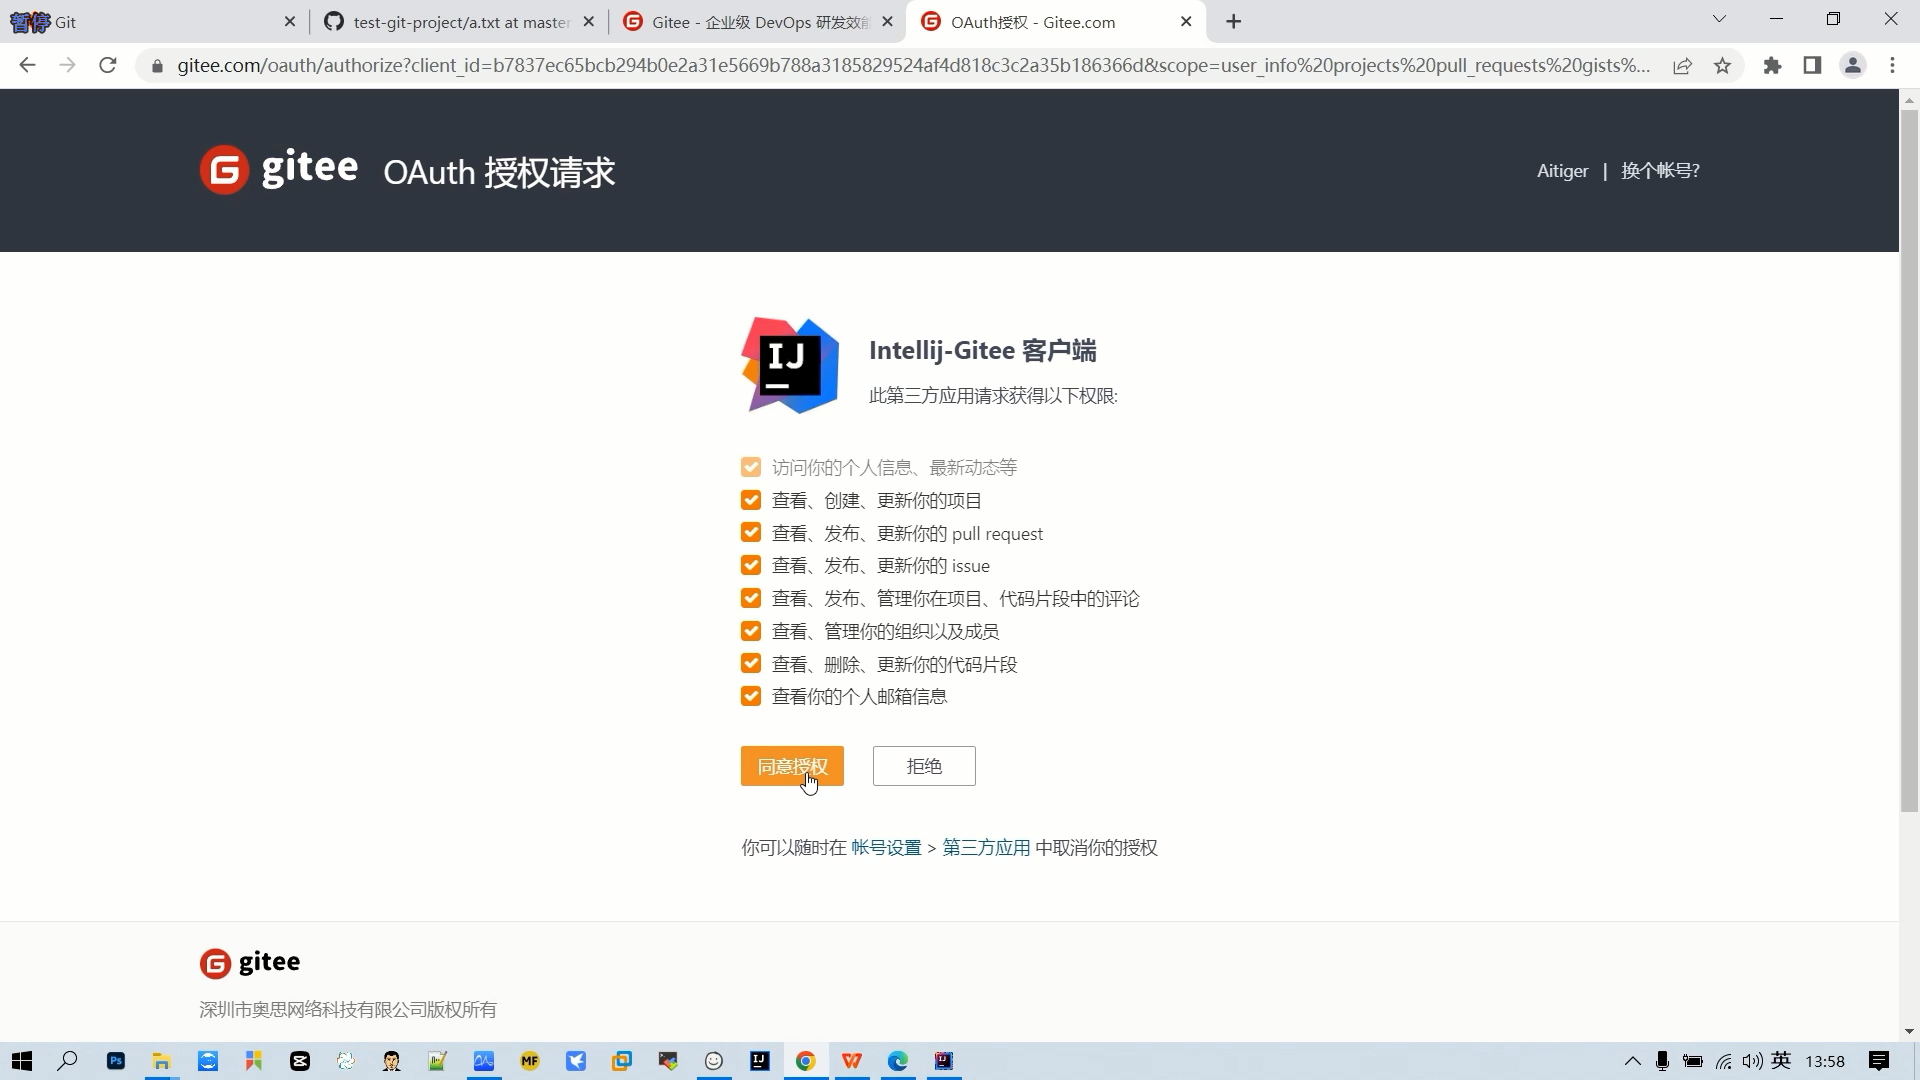 暂停 Git
test-git-project/a.txt at master
Gitee - 企业级 DevOps 研发效能
OAuth授权 - Gitee.com
gitee.com/oauth/authorize?client_id=b7837ec65bcb294b0e2a31e5669b788a3185829524af4d818c3c2a35b186366d&scope=user_info%20projects%20pull_requests%20gists%...
gitee OAuth 授权请求
Aitiger | 换个帐号?
IJ
Intellij-Gitee 客户端
此第三方应用请求获得以下权限:
访问你的个人信息、最新动态等
查看、创建、更新你的项目
查看、发布、更新你的 pull request
查看、发布、更新你的 issue
查看、发布、管理你在项目、代码片段中的评论
查看、管理你的组织以及成员
查看、删除、更新你的代码片段
查看你的个人邮箱信息
同意授权
拒绝
你可以随时在 帐号设置 > 第三方应用 中取消你的授权
gitee
深圳市奥思网络科技有限公司版权所有
Ps
MF
IJ
英
13:58